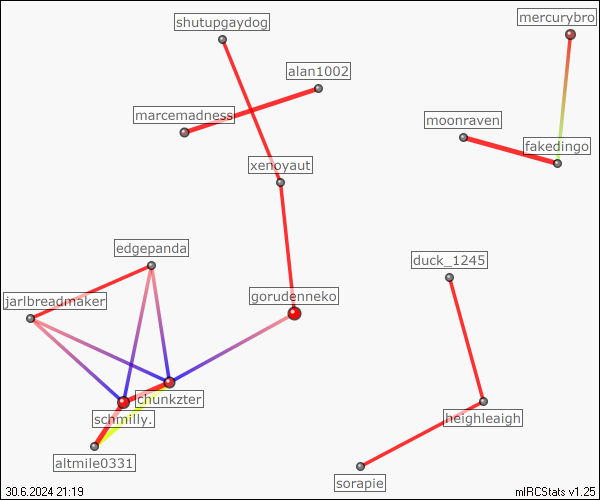 mercurybro
shutupgaydog
alan1002
marcemadness
moonraven
fakedingo
xenoyaut
edgepanda
duck_1245
jarlbreadmaker
gorudenneko
chunkzter
schmilly.
heighleaigh
altmile0331
sorapie
30.6.2024 21:19
mIRCStats v1.25